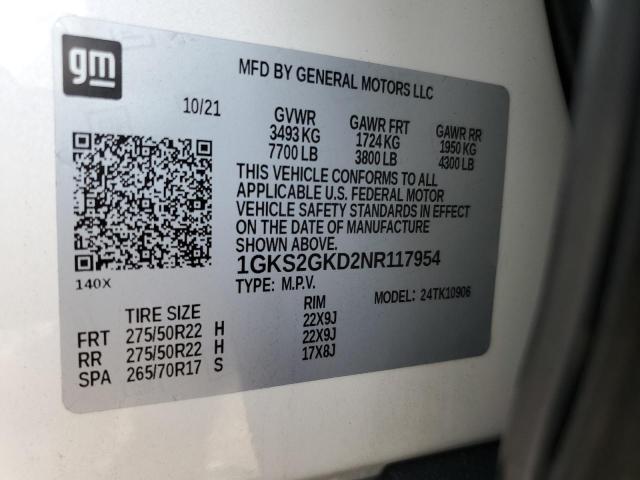 gm
MFD BY GENERAL MOTORS LLC
10/21
GVWR GAWR FRT GAWR RR
3493 KG 1724 KG 1950 KG
7700 LB 3800 LB 4300 LB
THIS VEHICLE CONFORMS TO ALL
APPLICABLE U.S. FEDERAL MOTOR
VEHICLE SAFETY STANDARDS IN EFFECT
ON THE DATE OF MANUFACTURE
SHOWN ABOVE.
1GKS2GKD2NR117954
140X
TYPE: M.P.V. MODEL: 24TK10906
TIRE SIZE RIM
FRT 275/50R22 H 22X9J
RR 275/50R22 H 22X9J
SPA 265/70R17 S 17X8J